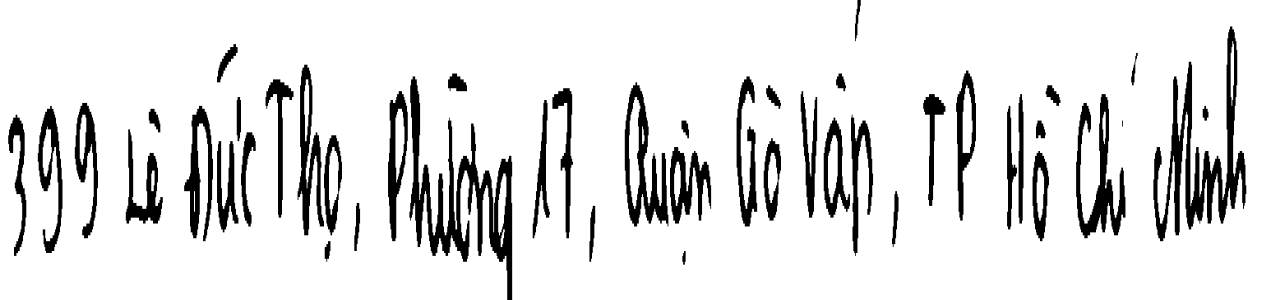 399 Lê Đức Thọ, Phường 17, Quận Gò Vấp, TP Hồ Chí Minh